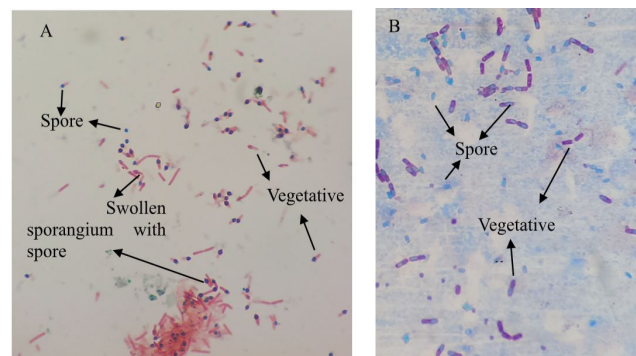 A
Spore
Swollen with
sporangium
spore
Vegetative
B
Spore
Vegetative